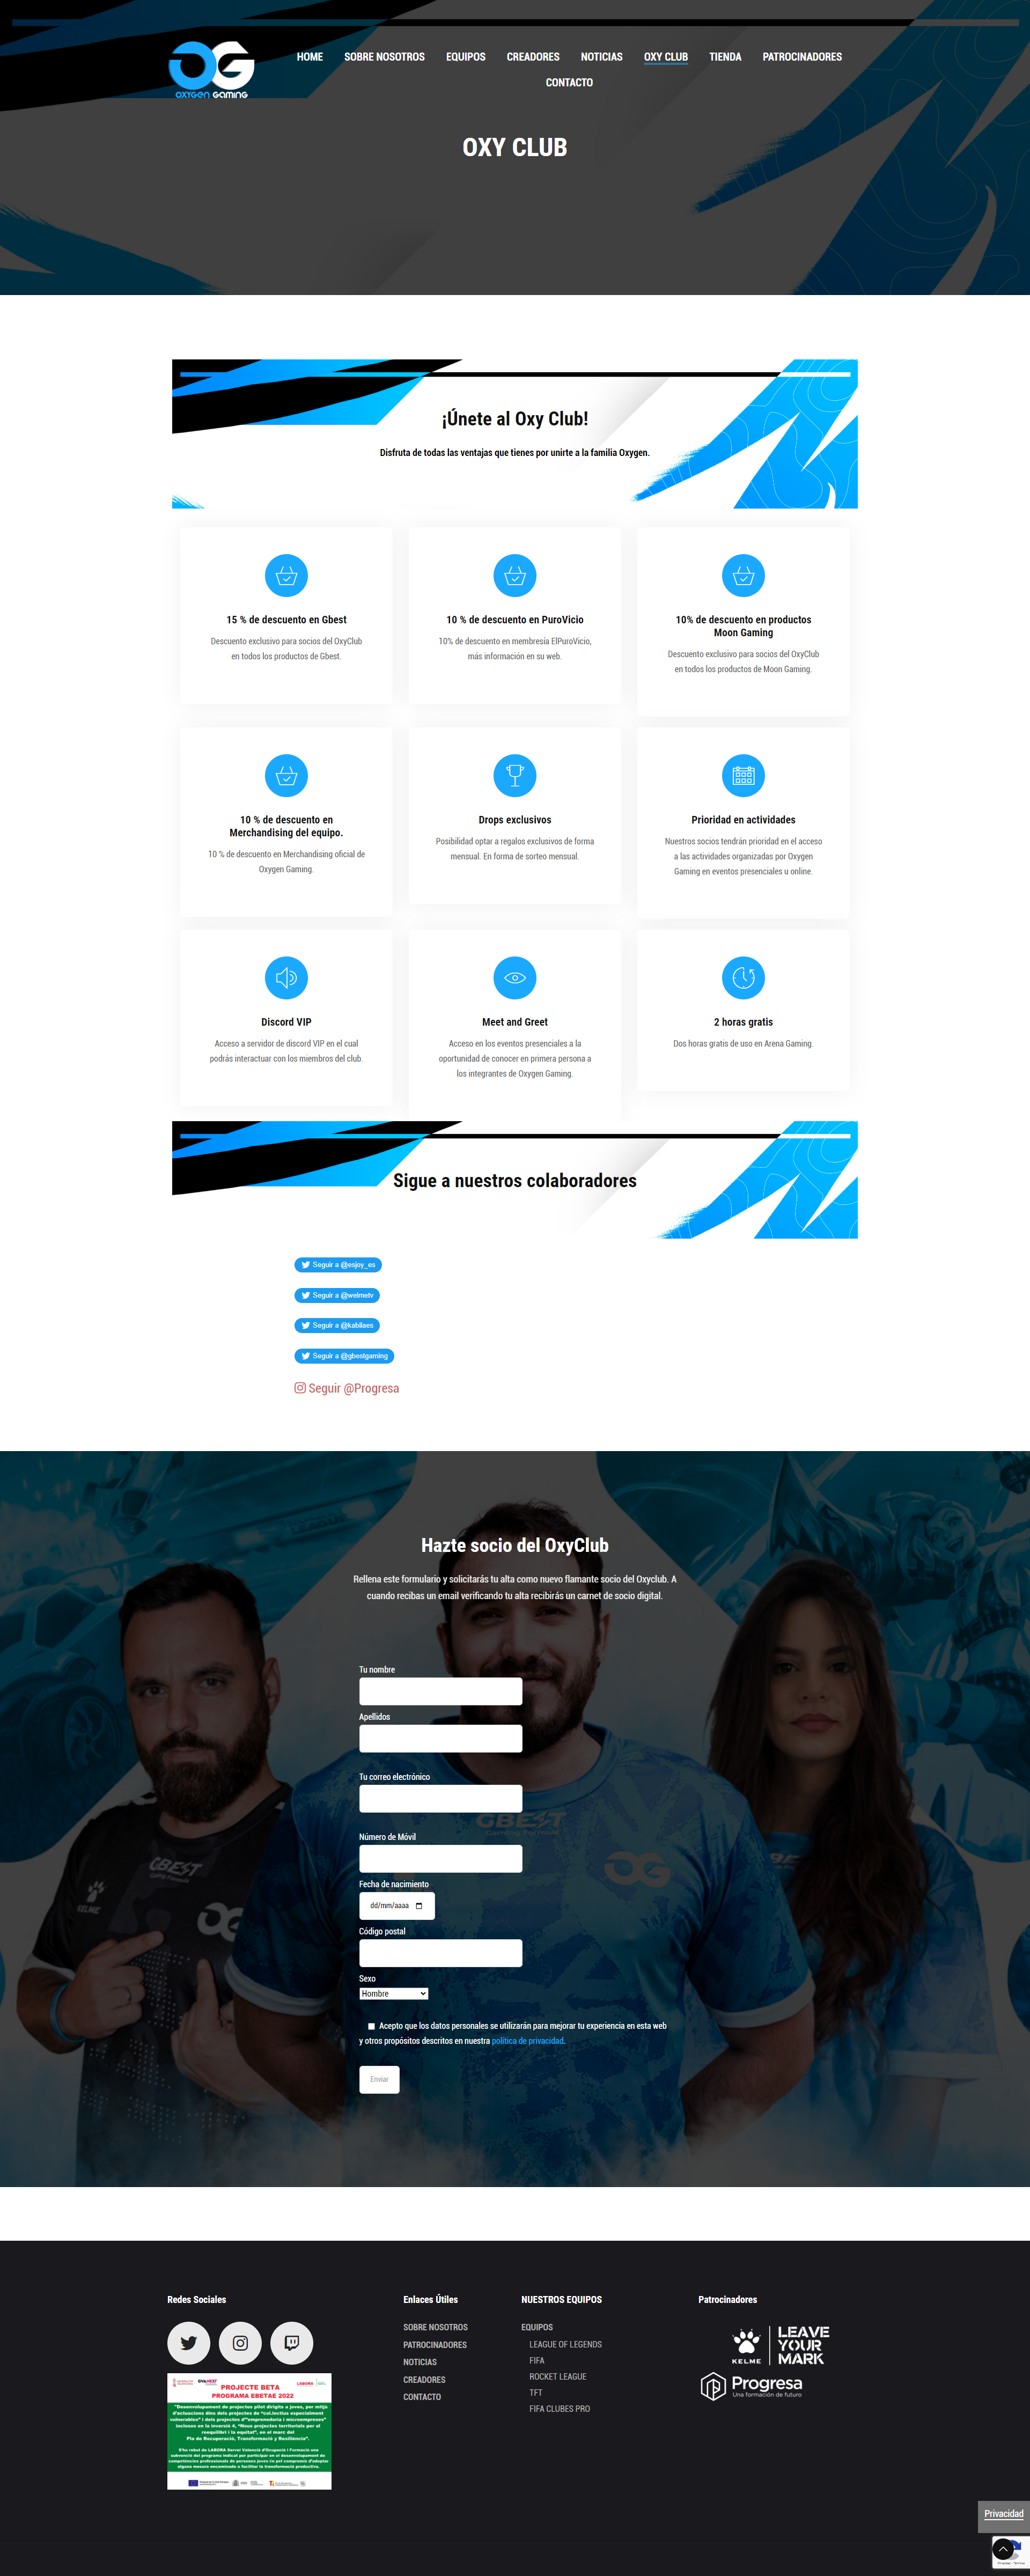 OG
OXYGEN GAMING
HOME
SOBRE NOSOTROS
EQUIPOS
CREADORES
NOTICIAS
OXY CLUB
TIENDA
PATROCINADORES
CONTACTO
OXY CLUB
¡Únete al Oxy Club!
Disfruta de todas las ventajas que tienes por unirte a la familia Oxygen.
15 % de descuento en Gbest
Descuento exclusivo para socios del OxyClub
en todos los productos de Gbest.
10 % de descuento en PuroVicio
10% de descuento en membresia ElPuroVicio,
más información en su web.
10% de descuento en productos
Moon Gaming
Descuento exclusivo para socios del OxyClub
en todos los productos de Moon Gaming.
10 % de descuento en
Merchandising del equipo.
10 % de descuento en Merchandising oficial de
Oxygen Gaming.
Drops exclusivos
Posibilidad optar a regalos exclusivos de forma
mensual. En forma de sorteo mensual.
Prioridad en actividades
Nuestros socios tendrán prioridad en el acceso
a las actividades organizadas por Oxygen
Gaming en eventos presenciales u online.
Discord VIP
Acceso a servidor de discord VIP en el cual
podrás interactuar con los miembros del club.
Meet and Greet
Acceso en los eventos presenciales a la
oportunidad de conocer en primera persona a
los integrantes de Oxygen Gaming.
2 horas gratis
Dos horas gratis de uso en Arena Gaming.
Sigue a nuestros colaboradores
Seguir a @esjoy_es
Seguir a @welmetv
Seguir a @kabilaes
Seguir a @gbestgaming
Seguir @Progresa
Hazte socio del OxyClub
Rellena este formulario y solicitarás tu alta como nuevo flamante socio del Oxyclub. A
cuando recibas un email verificando tu alta recibirás un carnet de socio digital.
Tu nombre
Apellidos
Tu correo electrónico
GBEST
Número de Móvil
GBEST
OG
Fecha de nacimiento
dd/mm/aaaa
kelme
OG
Código postal
Sexo
Hombre
Acepto que los datos personales se utilizarán para mejorar tu experiencia en esta web
y otros propósitos descritos en nuestra política de privacidad.
Enviar
Redes Sociales
PROJECTE BETA
PROGRAMA EBETAE 2022
LABORA
Enlaces Útiles
SOBRE NOSOTROS
PATROCINADORES
NOTICIAS
CREADORES
CONTACTO
NUESTROS EQUIPOS
EQUIPOS
LEAGUE OF LEGENDS
FIFA
ROCKET LEAGUE
TFT
FIFA CLUBES PRO
Patrocinadores
KELME
LEAVE
YOUR
MARK
Progresa
Una formación de futuro
Privacidad